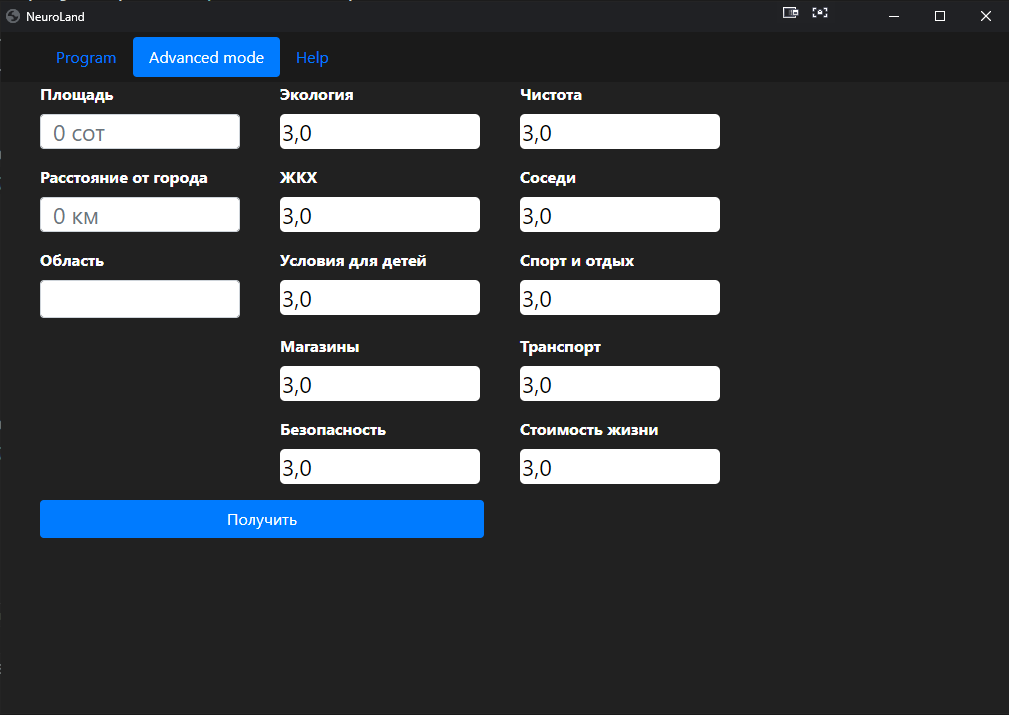 NeuroLand
Program Advanced mode Help
Площадь Экология Чистота
0 сот 3,0 3,0
Расстояние от города ЖКХ Соседи
0 км 3,0 3,0
Область Условия для детей Спорт и отдых
3,0 3,0
Магазины Транспорт
3,0 3,0
Безопасность Стоимость жизни
3,0 3,0
Получить